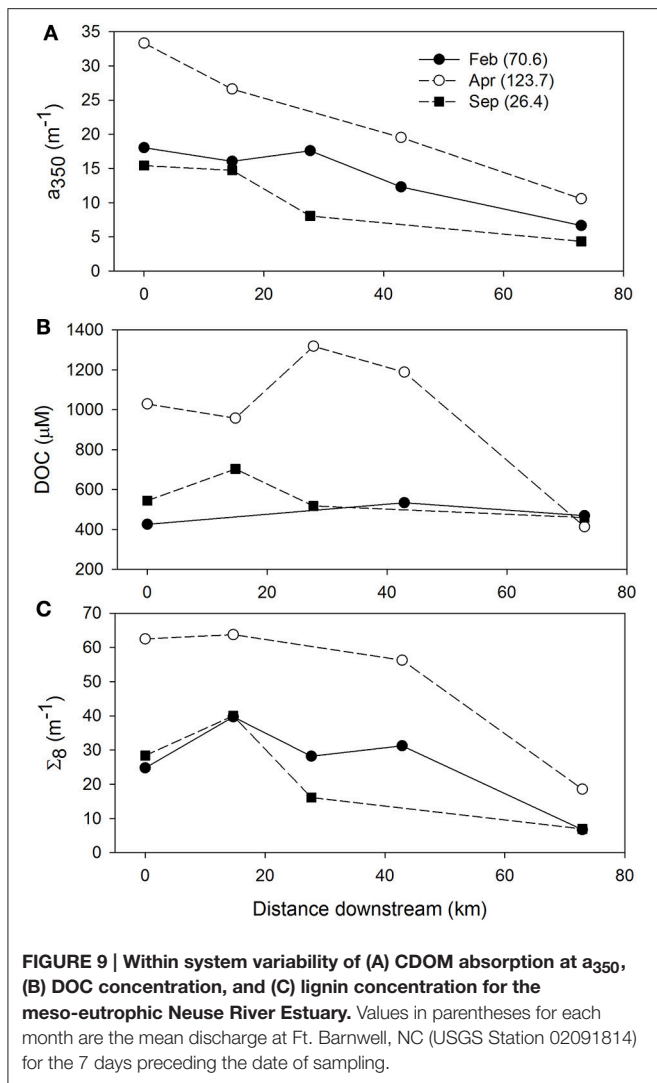 A
35
30
25
20
15
10
5
0
a350 (m-1)
Feb (70.6)
Apr (123.7)
Sep (26.4)
0 20 40 60 80
B
1400
1200
1000
800
600
400
200
DOC (µM)
0 20 40 60 80
C
70
60
50
40
30
20
10
0
Σ8 (m-1)
0 20 40 60 80
Distance downstream (km)
FIGURE 9 | Within system variability of (A) CDOM absorption at a350,
(B) DOC concentration, and (C) lignin concentration for the
meso-eutrophic Neuse River Estuary. Values in parentheses for each
month are the mean discharge at Ft. Barnwell, NC (USGS Station 02091814)
for the 7 days preceding the date of sampling.